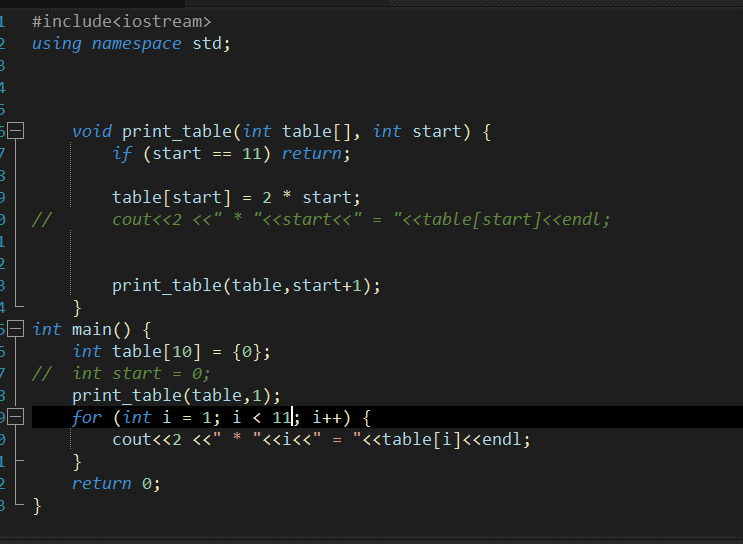 1 #include<iostream>
2 using namespace std;
3
4
5
6 void print_table(int table[], int start) {
7 if (start == 11) return;
8
9 table[start] = 2 * start;
0 // cout<<2 <<" * "<<start<<" = "<<table[start]<<endl;
1
2
3 print_table(table,start+1);
4 }
5 int main() {
6 int table[10] = {0};
7 // int start = 0;
8 print_table(table,1);
9 for (int i = 1; i < 11; i++) {
0 cout<<2 <<" * "<<i<<" = "<<table[i]<<endl;
1 }
2 return 0;
3 }